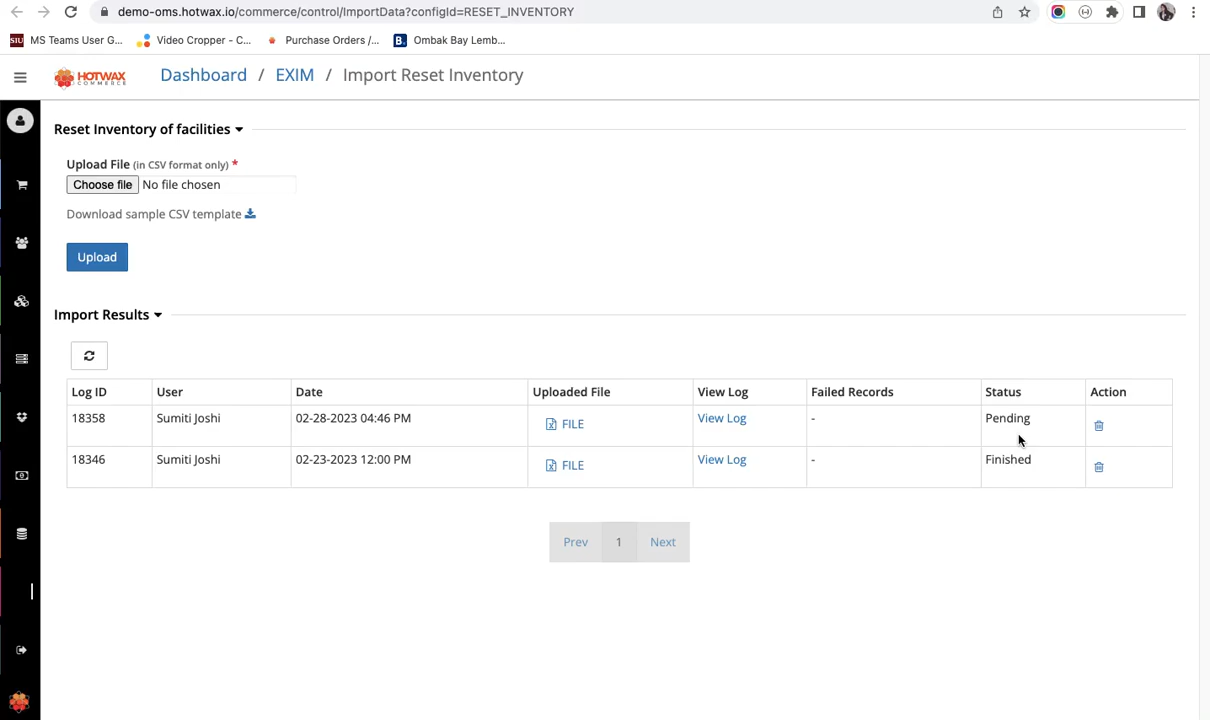 demo-oms.hotwax.io/commerce/control/ImportData?configId=RESET_INVENTORY
SIU MS Teams User G... Video Cropper - C... Purchase Orders /... B. Ombak Bay Lemb...
HOTWAX COMMERCE Dashboard / EXIM / Import Reset Inventory
Reset Inventory of facilities
Upload File (in CSV format only) *
Choose file No file chosen
Download sample CSV template
Upload
Import Results
Log ID User Date Uploaded File View Log Failed Records Status Action
18358 Sumiti Joshi 02-28-2023 04:46 PM FILE View Log - Pending
18346 Sumiti Joshi 02-23-2023 12:00 PM FILE View Log - Finished
Prev 1 Next